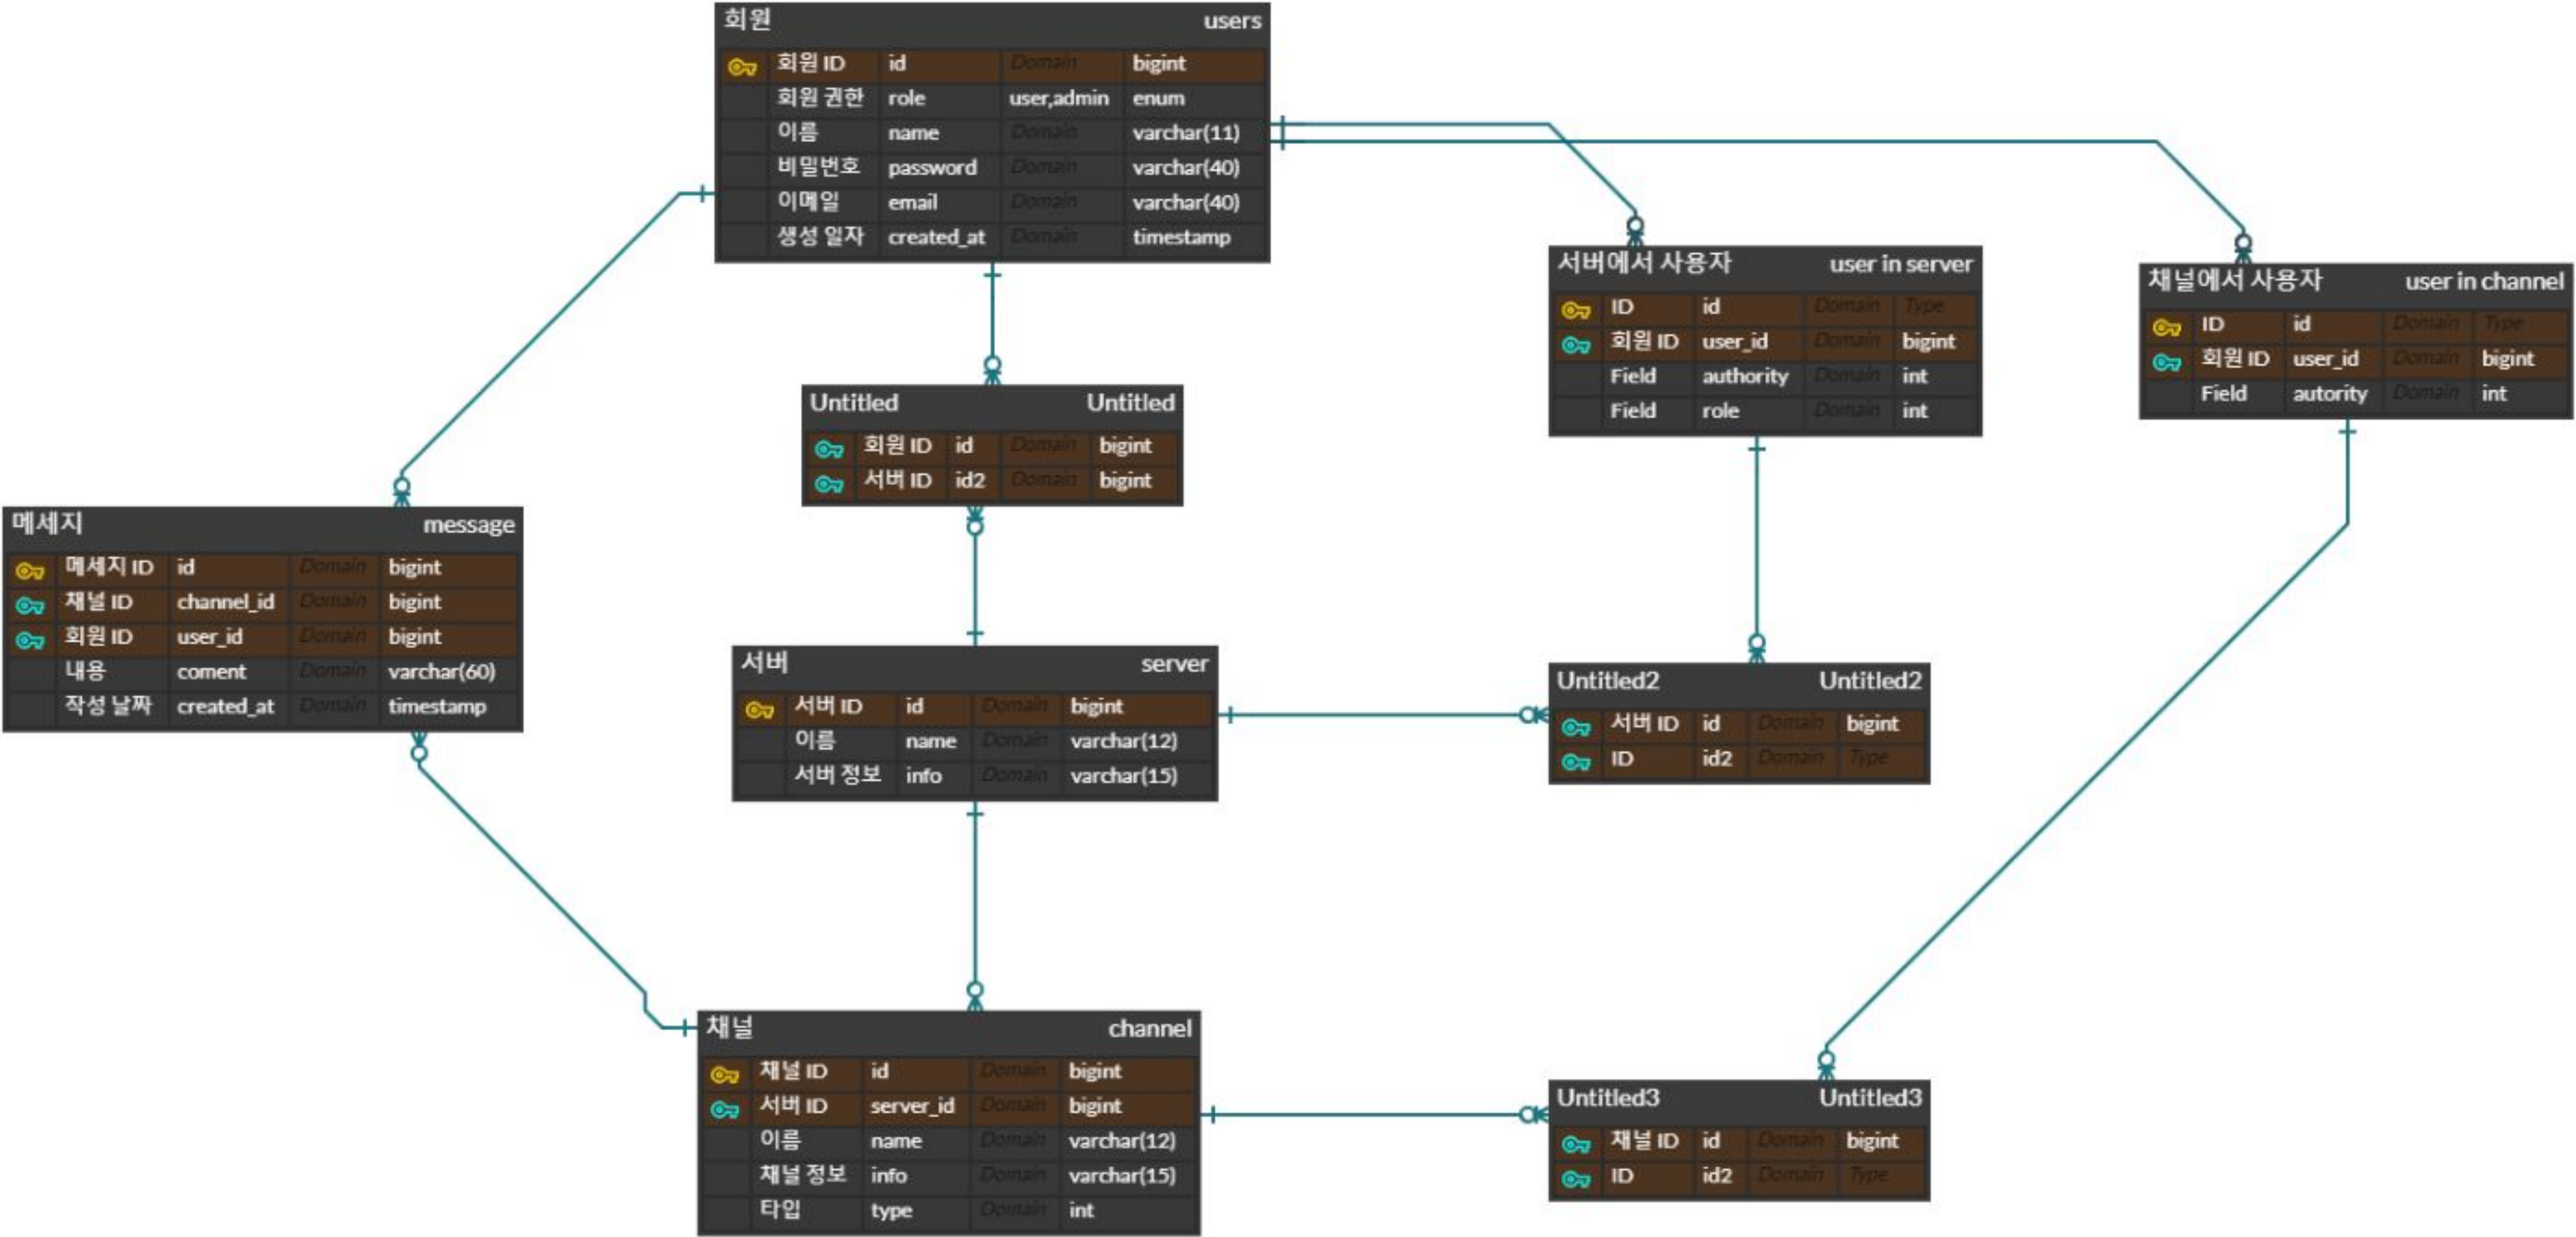 회원 users
회원 ID id Domain bigint
회원 권한 role user,admin enum
이름 name Domain varchar(11)
비밀번호 password Domain varchar(40)
이메일 email Domain varchar(40)
생성 일자 created_at Domain timestamp
서버에서 사용자 user in server
ID id Domain Type
회원 ID user_id Domain bigint
Field authority Domain int
Field role Domain int
채널에서 사용자 user in channel
ID id Domain Type
회원 ID user_id Domain bigint
Field autority Domain int
Untitled Untitled
회원 ID id Domain bigint
서버 ID id2 Domain bigint
메세지 message
메세지 ID id Domain bigint
채널 ID channel_id Domain bigint
회원 ID user_id Domain bigint
내용 coment Domain varchar(60)
작성 날짜 created_at Domain timestamp
서버 server
서버 ID id Domain bigint
이름 name Domain varchar(12)
서버 정보 info Domain varchar(15)
Untitled2 Untitled2
서버 ID id Domain bigint
ID id2 Domain Type
채널 channel
채널 ID id Domain bigint
서버 ID server_id Domain bigint
이름 name Domain varchar(12)
채널 정보 info Domain varchar(15)
타입 type Domain int
Untitled3 Untitled3
채널 ID id Domain bigint
ID id2 Domain Type